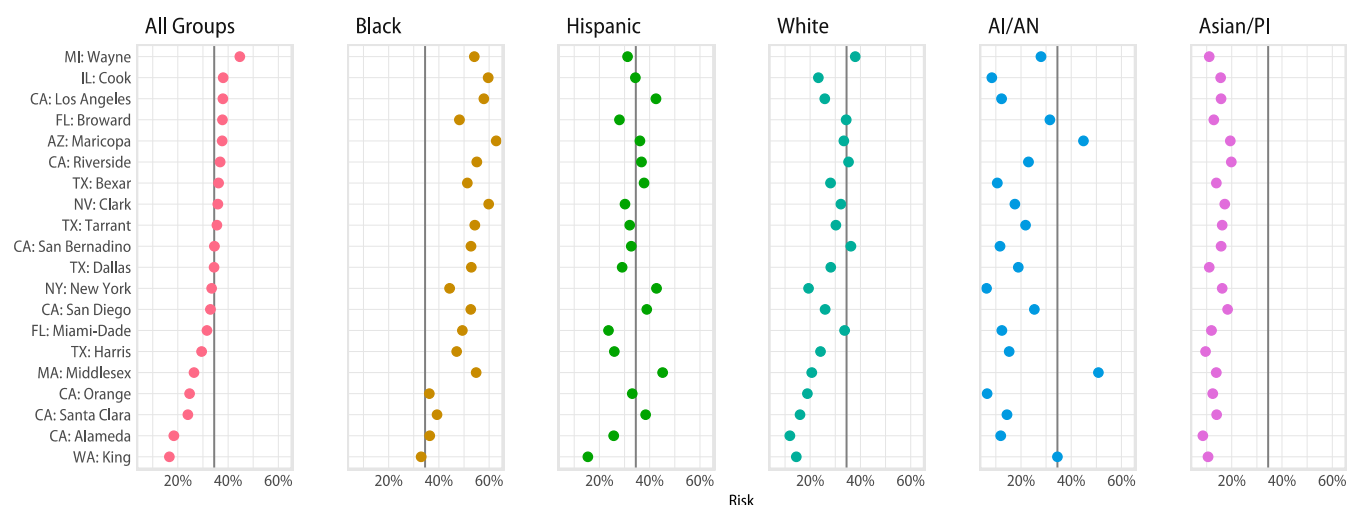 All Groups Black Hispanic White AI/AN Asian/PI
MI: Wayne
IL: Cook
CA: Los Angeles
FL: Broward
AZ: Maricopa
CA: Riverside
TX: Bexar
NV: Clark
TX: Tarrant
CA: San Bernadino
TX: Dallas
NY: New York
CA: San Diego
FL: Miami-Dade
TX: Harris
MA: Middlesex
CA: Orange
CA: Santa Clara
CA: Alameda
WA: King
20% 40% 60% 20% 40% 60% 20% 40% 60% 20% 40% 60% 20% 40% 60% 20% 40% 60%
Risk